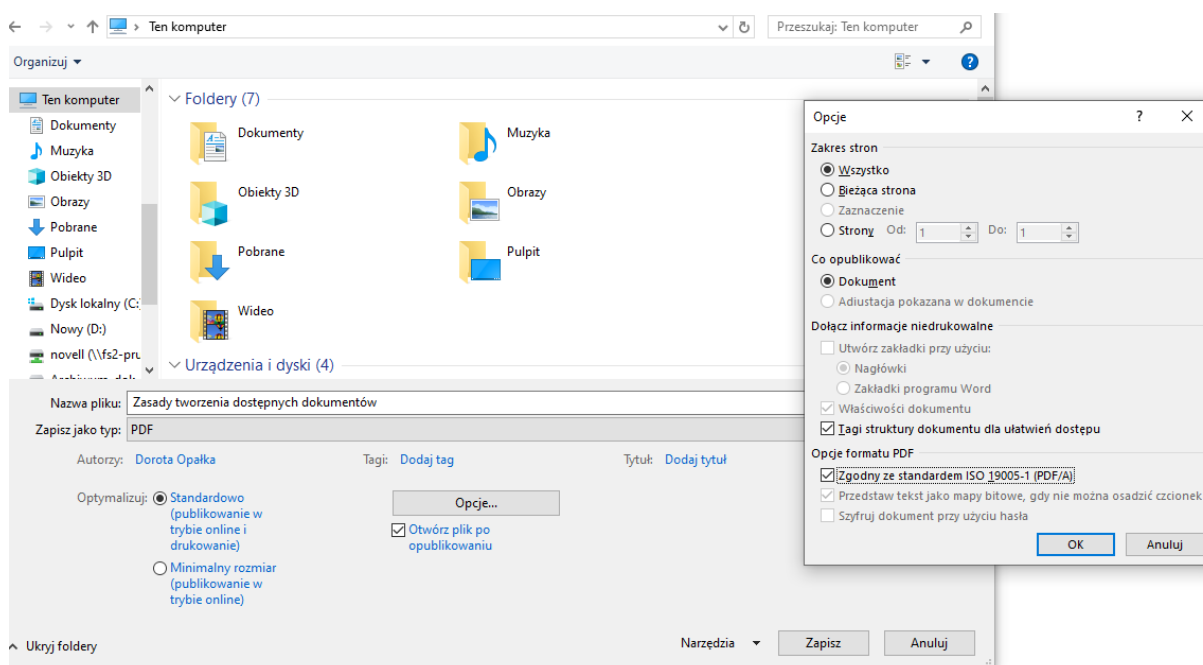 Ten komputer
Przeszukaj: Ten komputer
Organizuj
Ten komputer
Dokumenty
Muzyka
Obiekty 3D
Obrazy
Pobrane
Pulpit
Wideo
Dysk lokalny (C:
Nowy (D:)
novell (\\fs2-pru
Foldery (7)
Dokumenty
Muzyka
Obiekty 3D
Obrazy
Pobrane
Pulpit
Wideo
Urządzenia i dyski (4)
Nazwa pliku: Zasady tworzenia dostępnych dokumentów
Zapisz jako typ: PDF
Autorzy: Dorota Opałka
Tagi: Dodaj tag
Tytuł: Dodaj tytuł
Optymalizuj: Standardowo
(publikowanie w
trybie online i
drukowanie)
Minimalny rozmiar
(publikowanie w
trybie online)
Opcje...
Otwórz plik po
opublikowaniu
Ukryj foldery
Narzędzia
Zapisz
Anuluj
Opcje
?
Zakres stron
Wszystko
Bieżąca strona
Zaznaczenie
Strony Od: 1 Do: 1
Co opublikować
Dokument
Adiustacja pokazana w dokumencie
Dołącz informacje niedrukowalne
Utwórz zakładki przy użyciu:
Nagłówki
Zakładki programu Word
Właściwości dokumentu
Tagi struktury dokumentu dla ułatwień dostępu
Opcje formatu PDF
Zgodny ze standardem ISO 19005-1 (PDF/A)
Przedstaw tekst jako mapy bitowe, gdy nie można osadzić czcionek
Szyfruj dokument przy użyciu hasła
OK
Anuluj